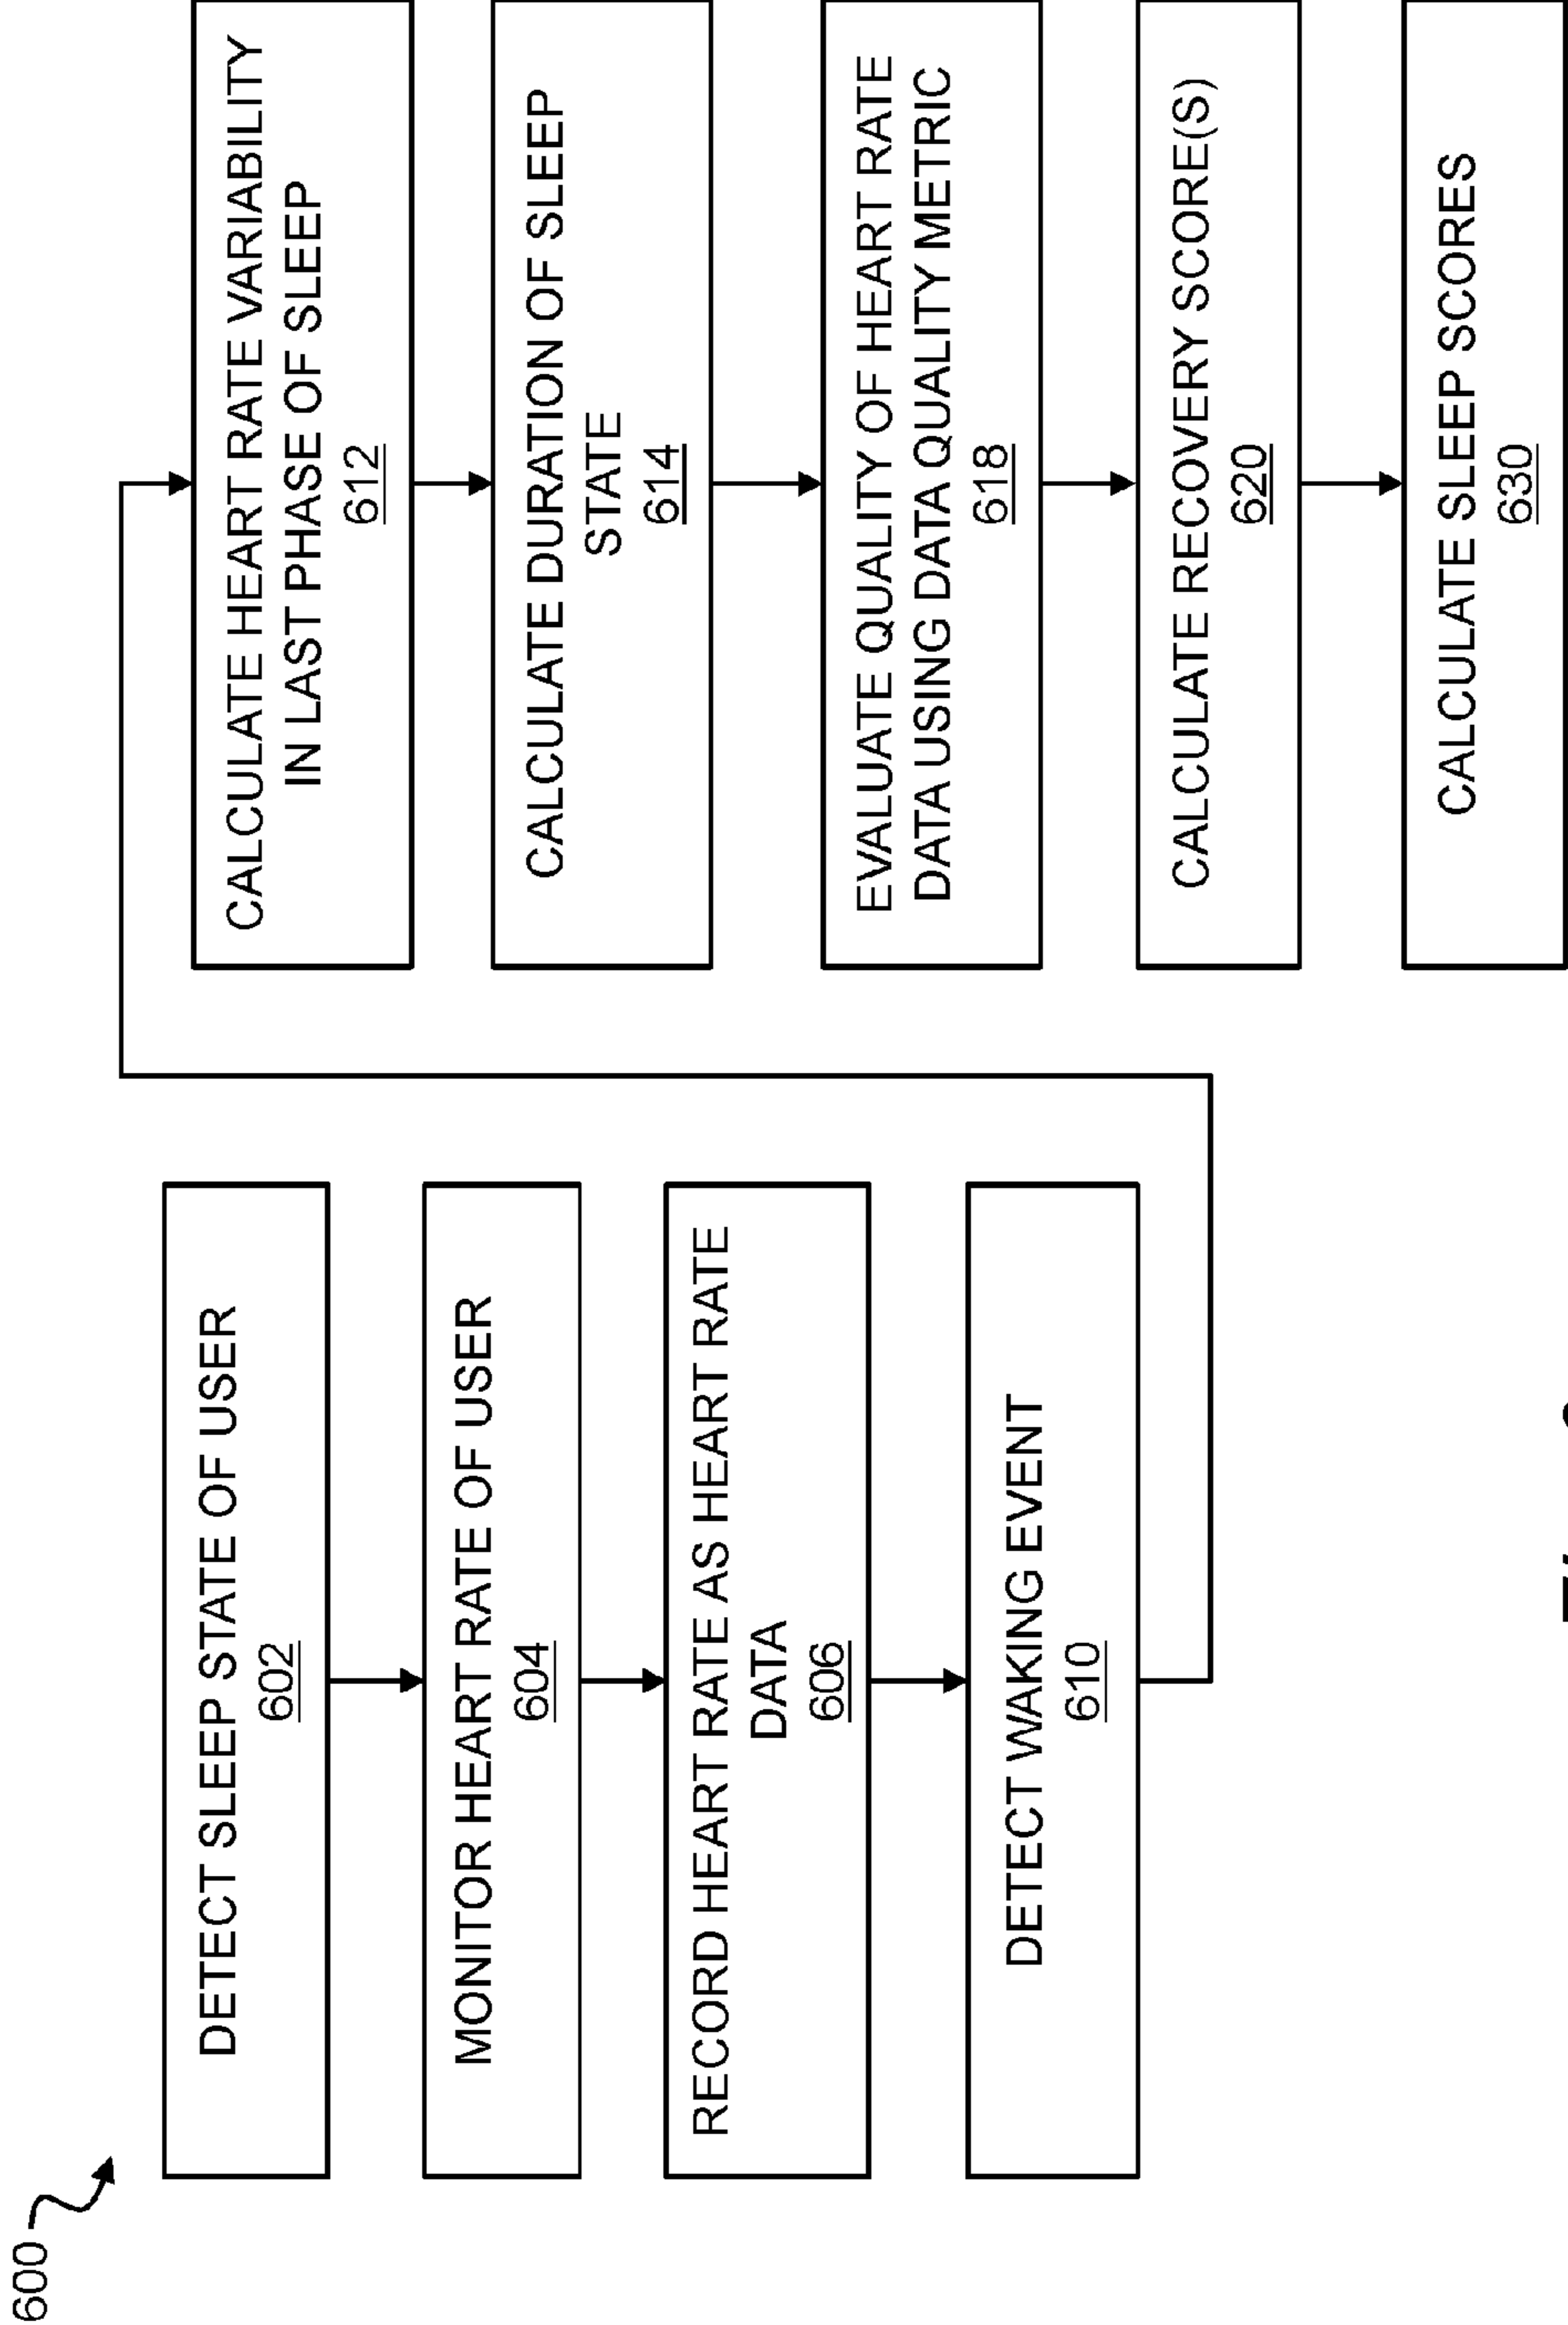 600
DETECT SLEEP STATE OF USER
602
MONITOR HEART RATE OF USER
604
RECORD HEART RATE AS HEART RATE
DATA
606
DETECT WAKING EVENT
610
CALCULATE HEART RATE VARIABILITY
IN LAST PHASE OF SLEEP
612
CALCULATE DURATION OF SLEEP
STATE
614
EVALUATE QUALITY OF HEART RATE
DATA USING DATA QUALITY METRIC
618
CALCULATE RECOVERY SCORE(S)
620
CALCULATE SLEEP SCORES
630